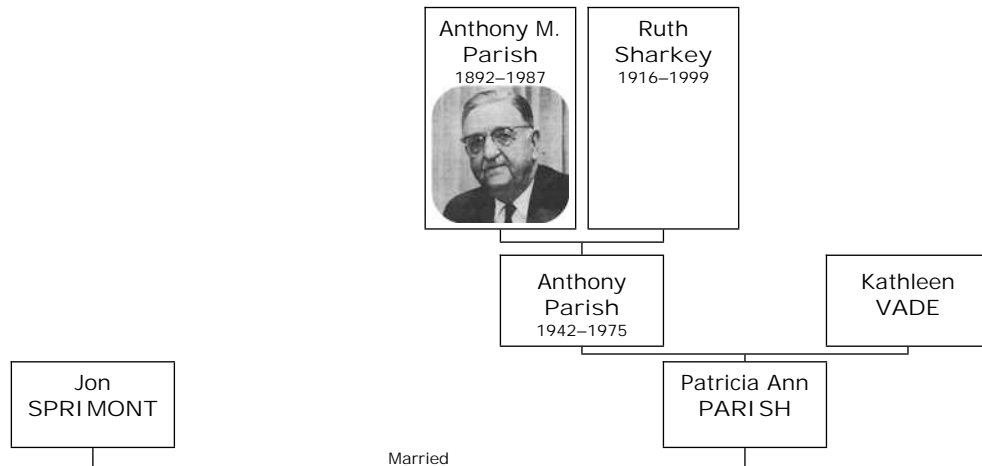 Anthony M.
Parish
1892–1987
Ruth
Sharkey
1916–1999
Anthony
Parish
1942–1975
Kathleen
VADE
Jon
SPRIMONT
Patricia Ann
PARISH
Married